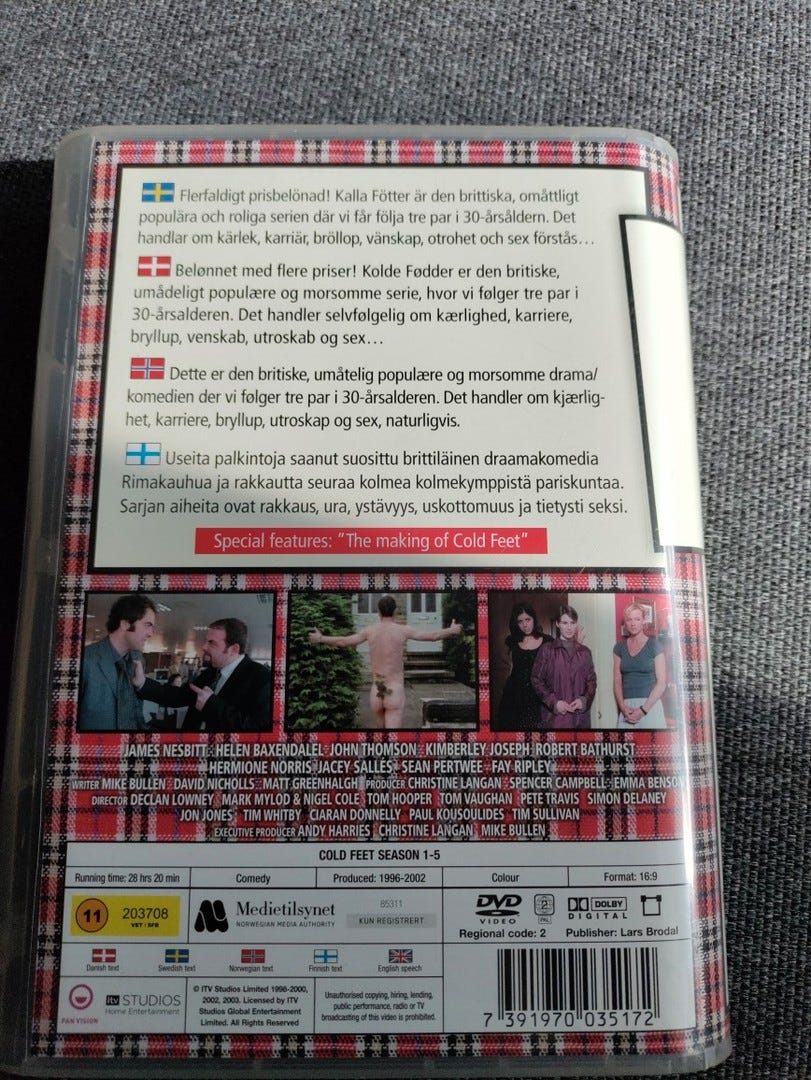 Flerfaldigt prisbelönad! Kalla Fötter är den brittiska, omåttligt
populära och roliga serien där vi får följa tre par i 30-årsåldern. Det
handlar om kärlek, karriär, bröllop, vänskap, otrohet och sex förstås...
Belønnet med flere priser! Kolde Fødder er den britiske,
umådeligt populære og morsomme serie, hvor vi følger tre par i
30-årsalderen. Det handler selvfølgelig om kærlighed, karriere,
bryllup, venskab, utroskab og sex...
Dette er den britiske, umåtelig populære og morsomme drama/
komedien der vi følger tre par i 30-årsalderen. Det handler om kjærlig-
het, karriere, bryllup, utroskap og sex, naturligvis.
Useita palkintoja saanut suosittu brittiläinen draamakomedia
Rimakauhua ja rakkautta seuraa kolmea kolmekymppistä pariskuntaa.
Sarjan aiheita ovat rakkaus, ura, ystävyys, uskottomuus ja tietysti seksi.
Special features: "The making of Cold Feet"
JAMES NESBITT HELEN BAXENDALEL JOHN THOMSON KIMBERLEY JOSEPH ROBERT BATHURST
HERMIONE NORRIS JACEY SALLES SEAN PERTWEE FAY RIPLEY
WRITER MIKE BULLEN DAVID NICHOLLS MATT GREENHALGH PRODUCER CHRISTINE LANGAN SPENCER CAMPBELL EMMA BENSON
DIRECTOR DECLAN LOWNEY MARK MYLOD & NIGEL COLE TOM HOOPER TOM VAUGHAN PETE TRAVIS SIMON DELANEY
JON JONES TIM WHITBY CIARAN DONNELLY PAUL KOUSOULIDES TIM SULLIVAN
EXECUTIVE PRODUCER ANDY HARRIES CHRISTINE LANGAN MIKE BULLEN
COLD FEET SEASON 1-5
Running time: 28 hrs 20 min Comedy Produced: 1996-2002 Colour Format: 16:9
11 203708
VET / SFB
Medietilsynet
NORWEGIAN MEDIA AUTHORITY
85311
KUN REGISTRERT
DVD
VIDEO
2
PAL
DOLBY
DIGITAL
Regional code: 2 Publisher: Lars Brodal
Danish text Swedish text Norwegian text Finnish text English speech
PAN VISION
itv STUDIOS
Home Entertainment
© ITV Studios Limited 1996-2000,
2002, 2003. Licensed by ITV
Studios Global Entertainment
Limited. All Rights Reserved
Unauthorised copying, hiring, lending,
public performance, radio or TV
broadcasting of this video is prohibited.
7 391970 035172